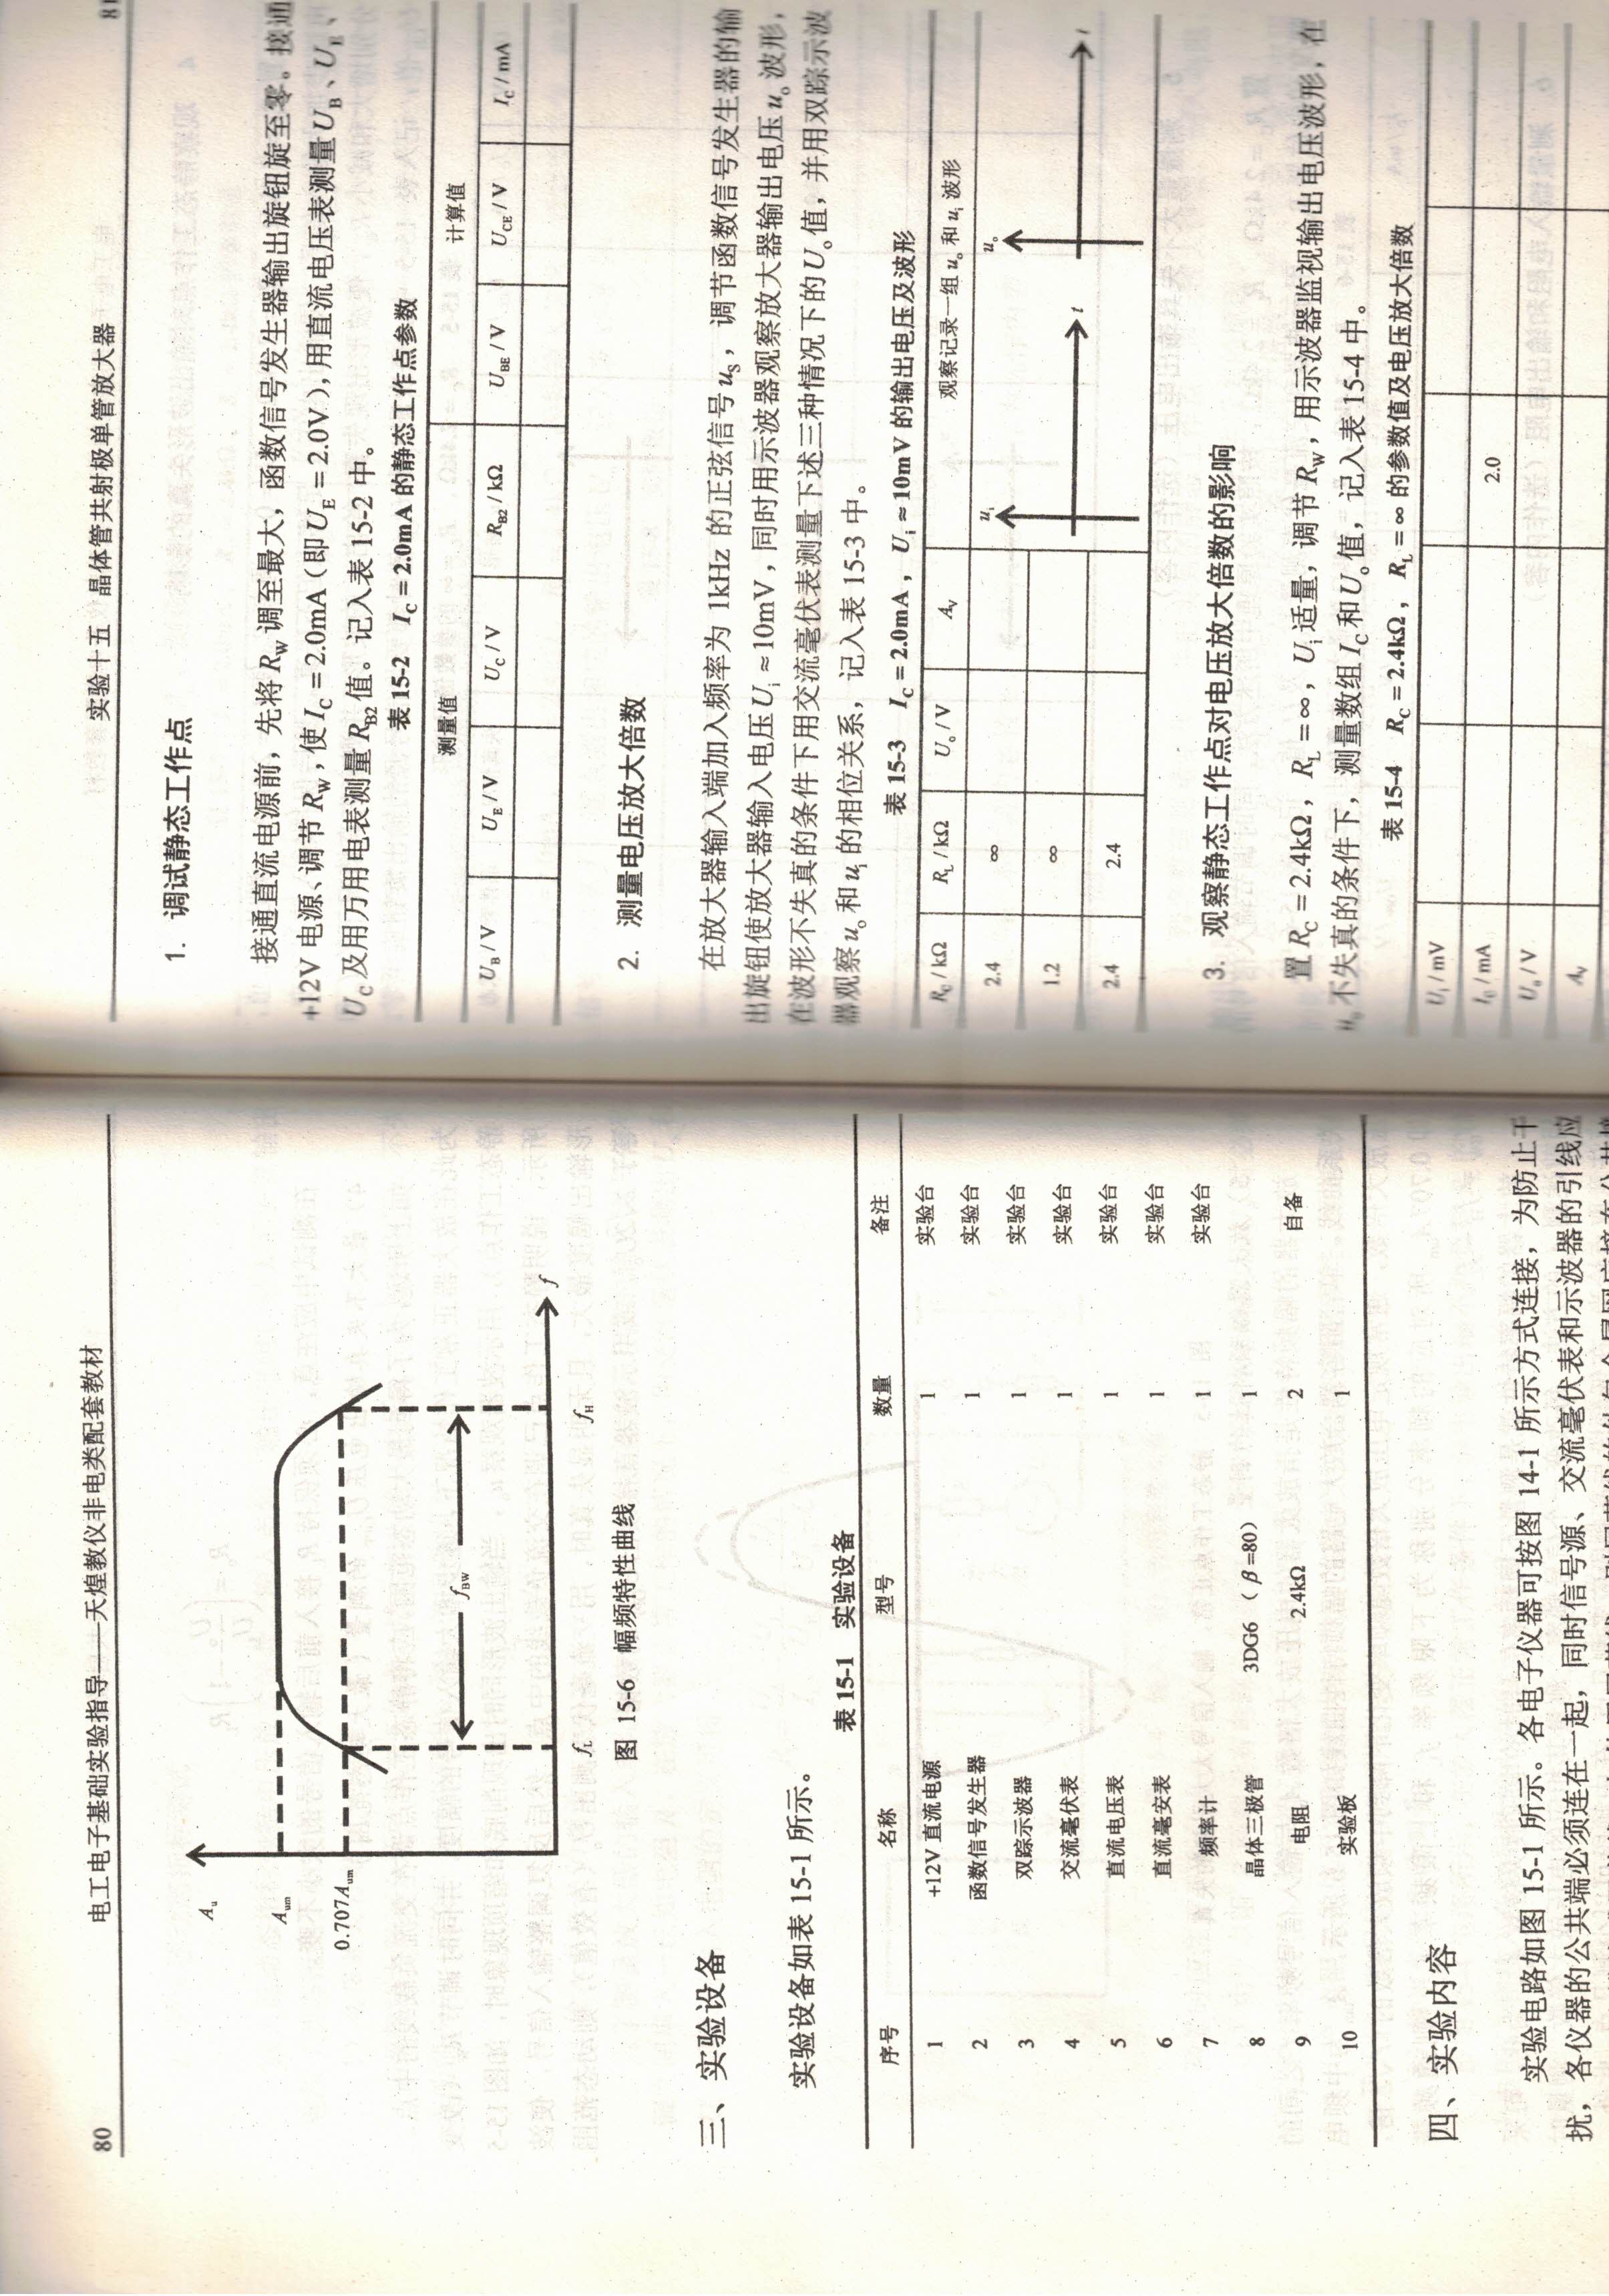 80
电工电子基础实验指导——天煌教仪非电类配套教材
A_u
A_um
0.707A_um
f_BW
f
f_L
f_H
图 15-6 幅频特性曲线
三、实验设备
实验设备如表 15-1 所示。
表 15-1 实验设备
序号 名称 型号 数量 备注
1 +12V 直流电源 1 实验台
2 函数信号发生器 1 实验台
3 双踪示波器 1 实验台
4 交流毫伏表 1 实验台
5 直流电压表 1 实验台
6 直流毫安表 1 实验台
7 频率计 1 实验台
8 晶体三极管 3DG6 (β=80) 1
9 电阻 2.4kΩ 2 自备
10 实验板 1
四、实验内容
实验电路如图 15-1 所示。各电子仪器可按图 14-1 所示方式连接，为防止干
扰，各仪器的公共端必须连在一起，同时信号源、交流毫伏表和示波器的引线应
实验十五 晶体管共射极单管放大器
81
1. 调试静态工作点
接通直流电源前，先将 R_W 调至最大，函数信号发生器输出旋钮旋至零。接通
+12V 电源、调节 R_W，使 I_C = 2.0mA（即 U_E = 2.0V），用直流电压表测量 U_B、U_E、
U_C 及用万用电表测量 R_B2 值。记入表 15-2 中。
表 15-2 I_C = 2.0mA 的静态工作点参数
测量值 计算值
U_B / V U_E / V U_C / V R_B2 / kΩ U_BE / V U_CE / V I_C / mA
2. 测量电压放大倍数
在放大器输入端加入频率为 1kHz 的正弦信号 u_S，调节函数信号发生器的输
出旋钮使放大器输入电压 U_i ≈ 10mV，同时用示波器观察放大器输出电压 u_o 波形，
在波形不失真的条件下用交流毫伏表测量下述三种情况下的 U_o 值，并用双踪示波
器观察 u_o 和 u_i 的相位关系，记入表 15-3 中。
表 15-3 I_C = 2.0mA， U_i ≈ 10mV 的输出电压及波形
R_C / kΩ R_L / kΩ U_o / V A_V 观察记录一组 u_o 和 u_i 波形
2.4 ∞ u_i u_o
1.2 ∞ t t
2.4 2.4
3. 观察静态工作点对电压放大倍数的影响
置 R_C = 2.4kΩ，R_L = ∞，U_i 适量，调节 R_W，用示波器监视输出电压波形，在
u_o 不失真的条件下，测量数组 I_C 和 U_o 值，记入表 15-4 中。
表 15-4 R_C = 2.4kΩ， R_L = ∞ 的参数值及电压放大倍数
U_i / mV
/ mA 2.0
U_o / V
A_V